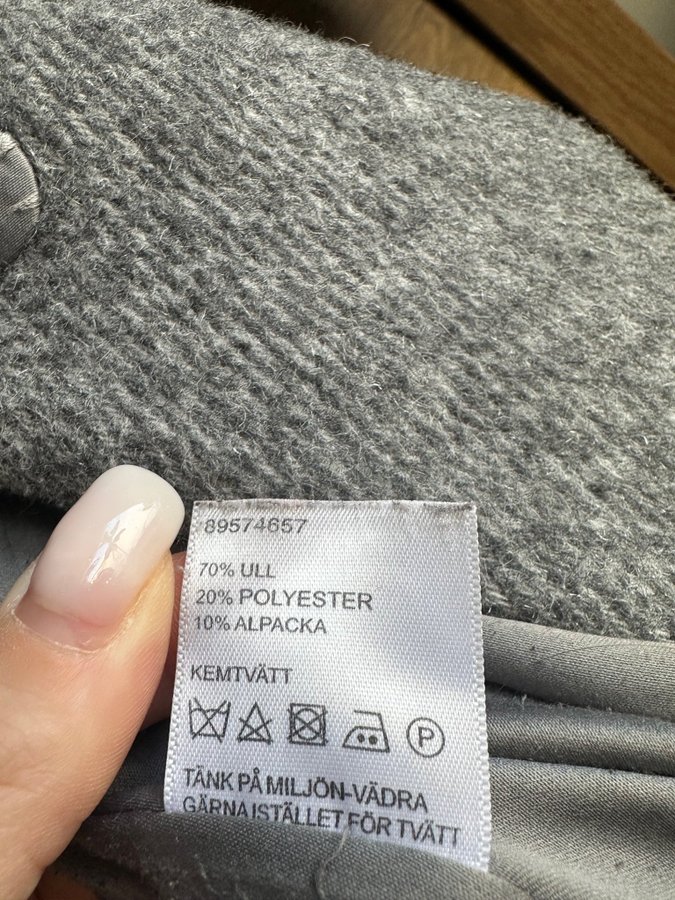 89574657
70% ULL
20% POLYESTER
10% ALPACKA
KEMTVÄTT
P
TÄNK PÅ MILJÖN-VÄDRA
GÄRNA ISTÄLLET FÖR TVÄTT